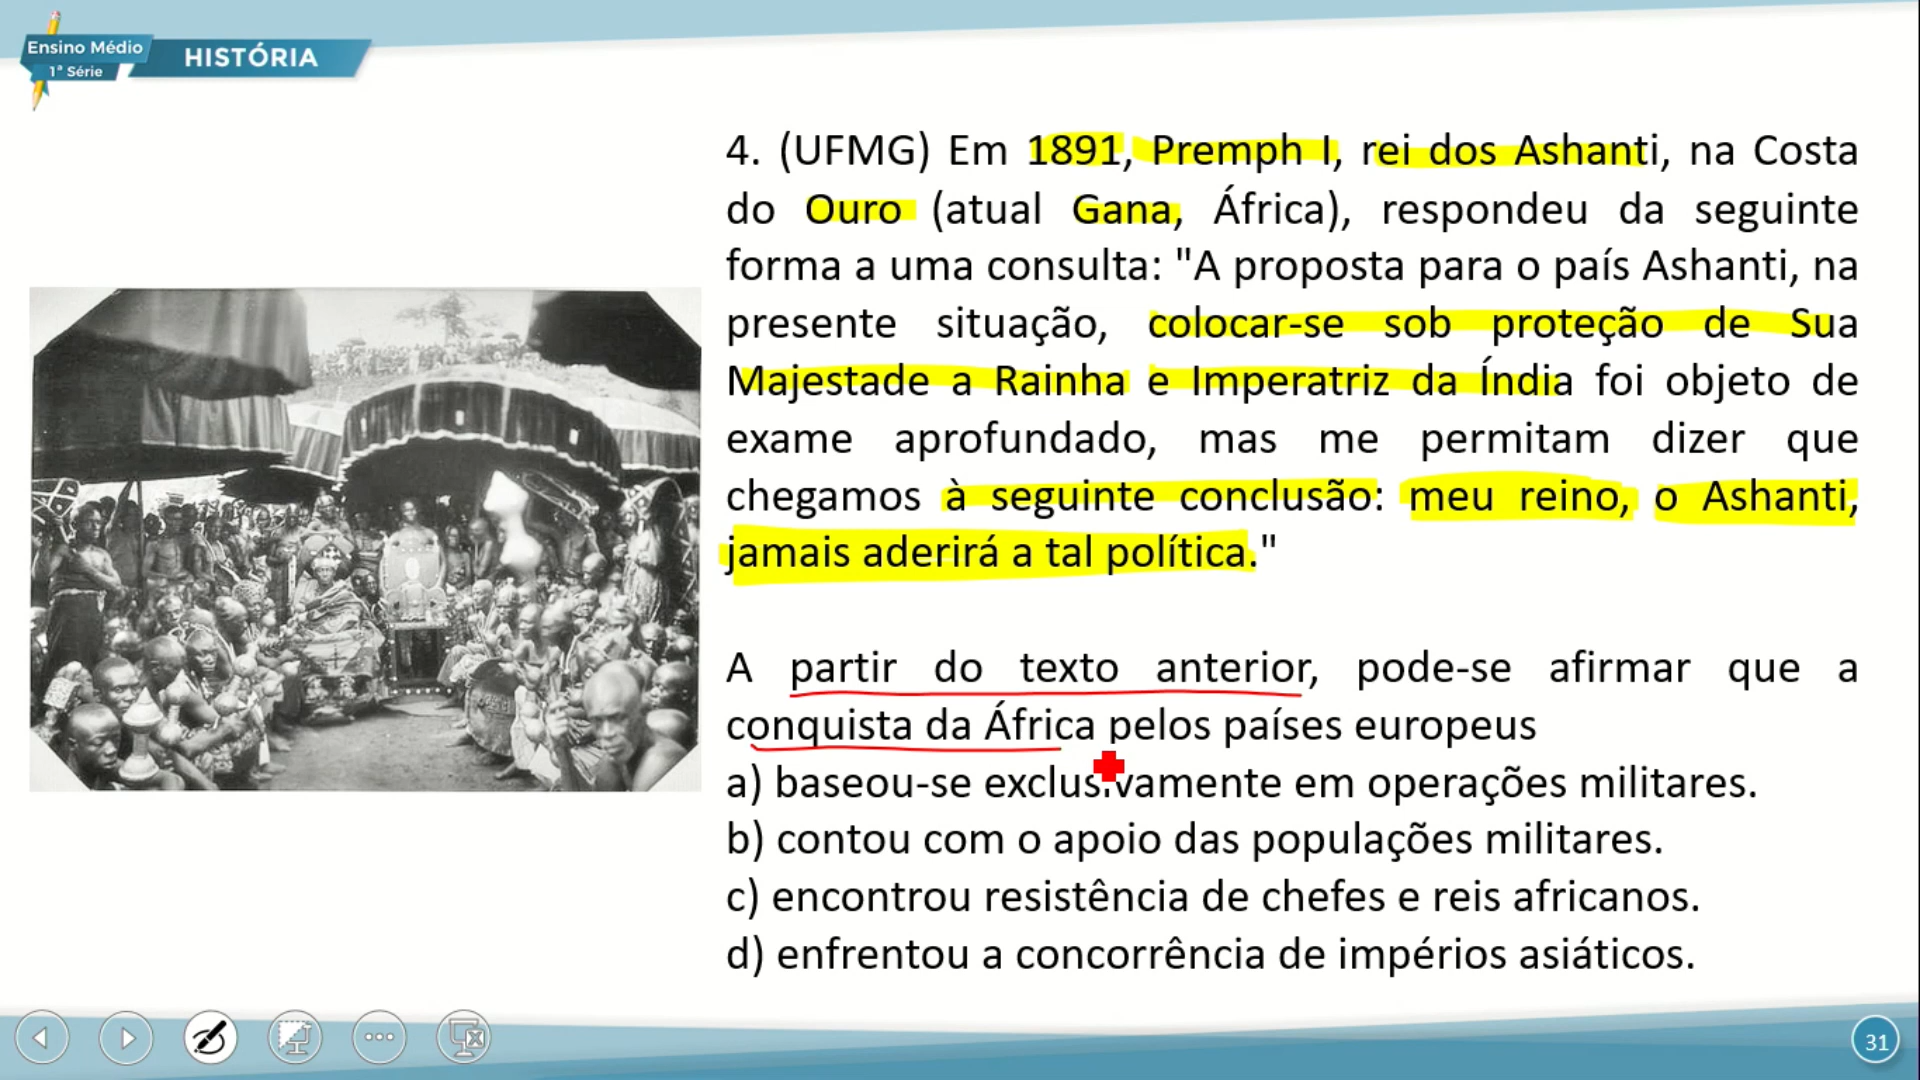 Ensino Médio
1ª Série
HISTÓRIA
4. (UFMG) Em 1891, Premph I, rei dos Ashanti, na Costa
do Ouro (atual Gana, África), respondeu da seguinte
forma a uma consulta: "A proposta para o país Ashanti, na
presente situação, colocar-se sob proteção de Sua
Majestade a Rainha e Imperatriz da Índia foi objeto de
exame aprofundado, mas me permitam dizer que
chegamos à seguinte conclusão: meu reino, o Ashanti,
jamais aderirá a tal política."
A partir do texto anterior, pode-se afirmar que a
conquista da África pelos países europeus
a) baseou-se exclusivamente em operações militares.
b) contou com o apoio das populações militares.
c) encontrou resistência de chefes e reis africanos.
d) enfrentou a concorrência de impérios asiáticos.
31